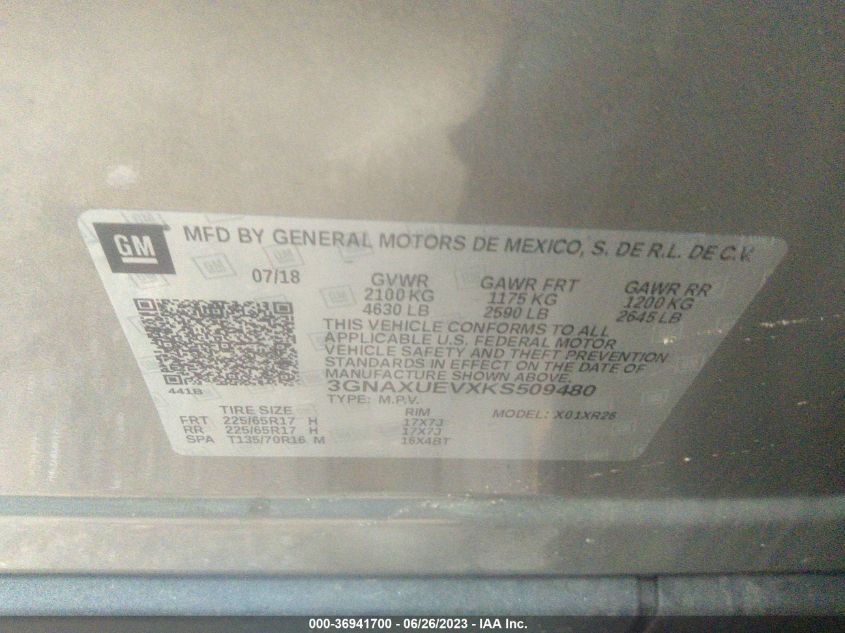 GM MFD BY GENERAL MOTORS DE MEXICO, S. DE R.L. DE C.V.
07/18 GVWR GAWR FRT GAWR RR
2100 KG 1175 KG 1200 KG
4630 LB 2590 LB 2645 LB
THIS VEHICLE CONFORMS TO ALL
APPLICABLE U.S. FEDERAL MOTOR
VEHICLE SAFETY AND THEFT PREVENTION
STANDARDS IN EFFECT ON THE DATE OF
MANUFACTURE SHOWN ABOVE.
441B 3GNAXUEVXKS509480
TYPE: M.P.V. MODEL: X01XR26
TIRE SIZE RIM
FRT 225/65R17 H 17X7J
RR 225/65R17 H 17X7J
SPA T135/70R16 M 16X4BT
000-36941700 - 06/26/2023 - IAA Inc.